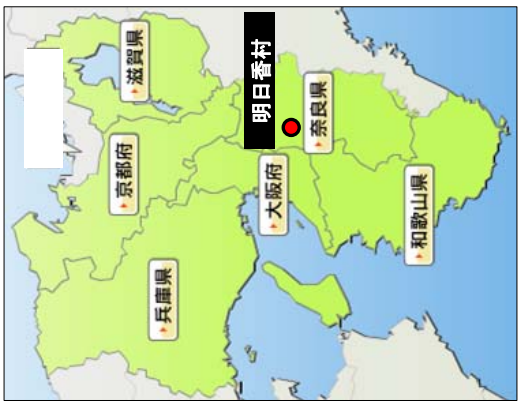 滋賀県
京都府
兵庫県
明日香村
大阪府
奈良県
和歌山県